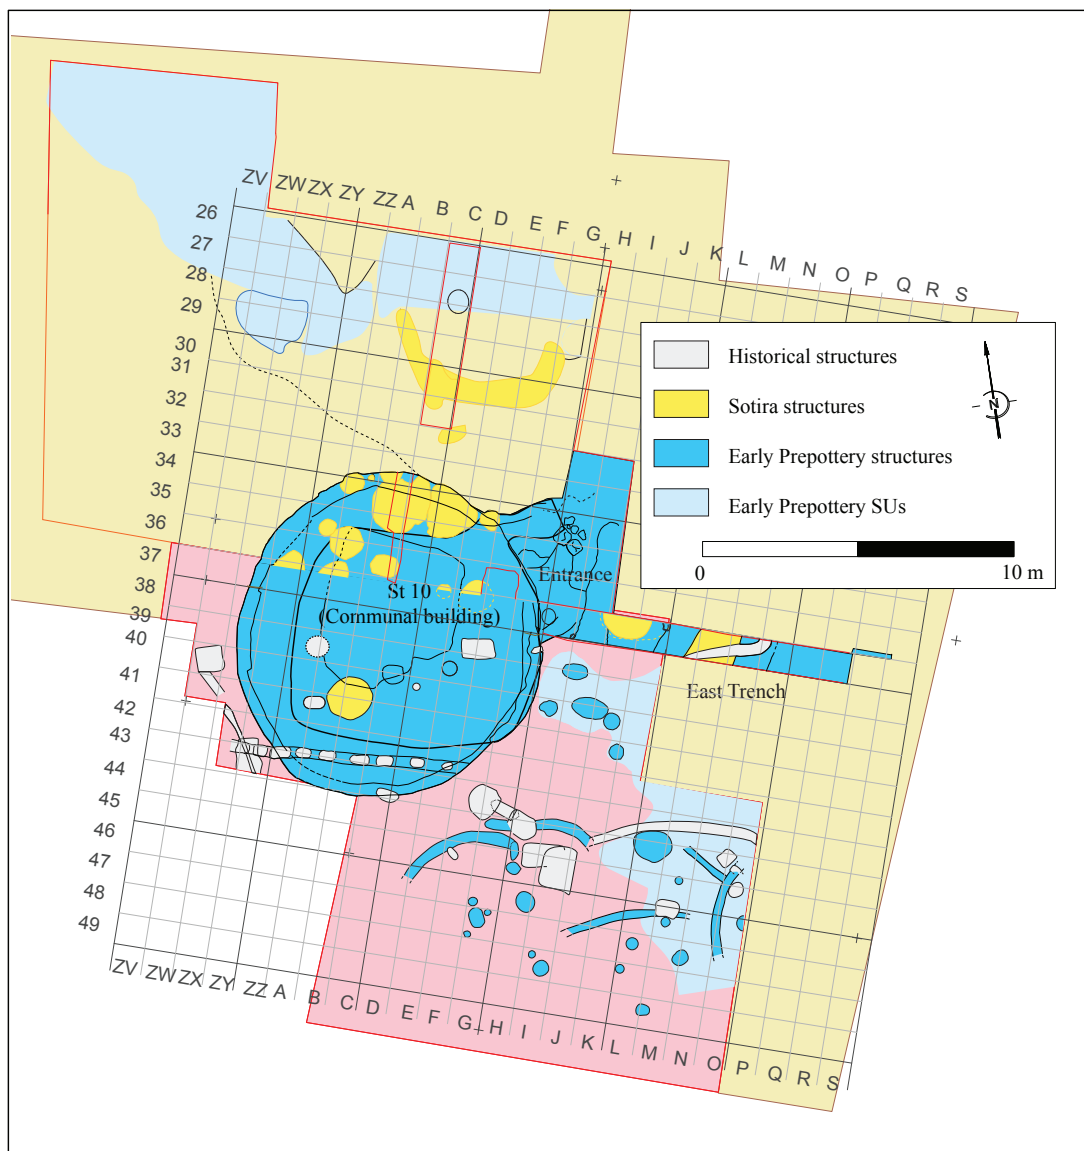 ZV ZW ZX ZY ZZ A B C D E F G H I J K L M N O P Q R S
26
27
28
29
30
31
32
33
34
35
36
37
38
39
40
41
42
43
44
45
46
47
48
49
Historical structures
Sotira structures
Early Prepottery structures
Early Prepottery SUs
N
0 10 m
Entrance
St 10
(Communal building)
East Trench
ZV ZW ZX ZY ZZ A B C D E F G H I J K L M N O P Q R S